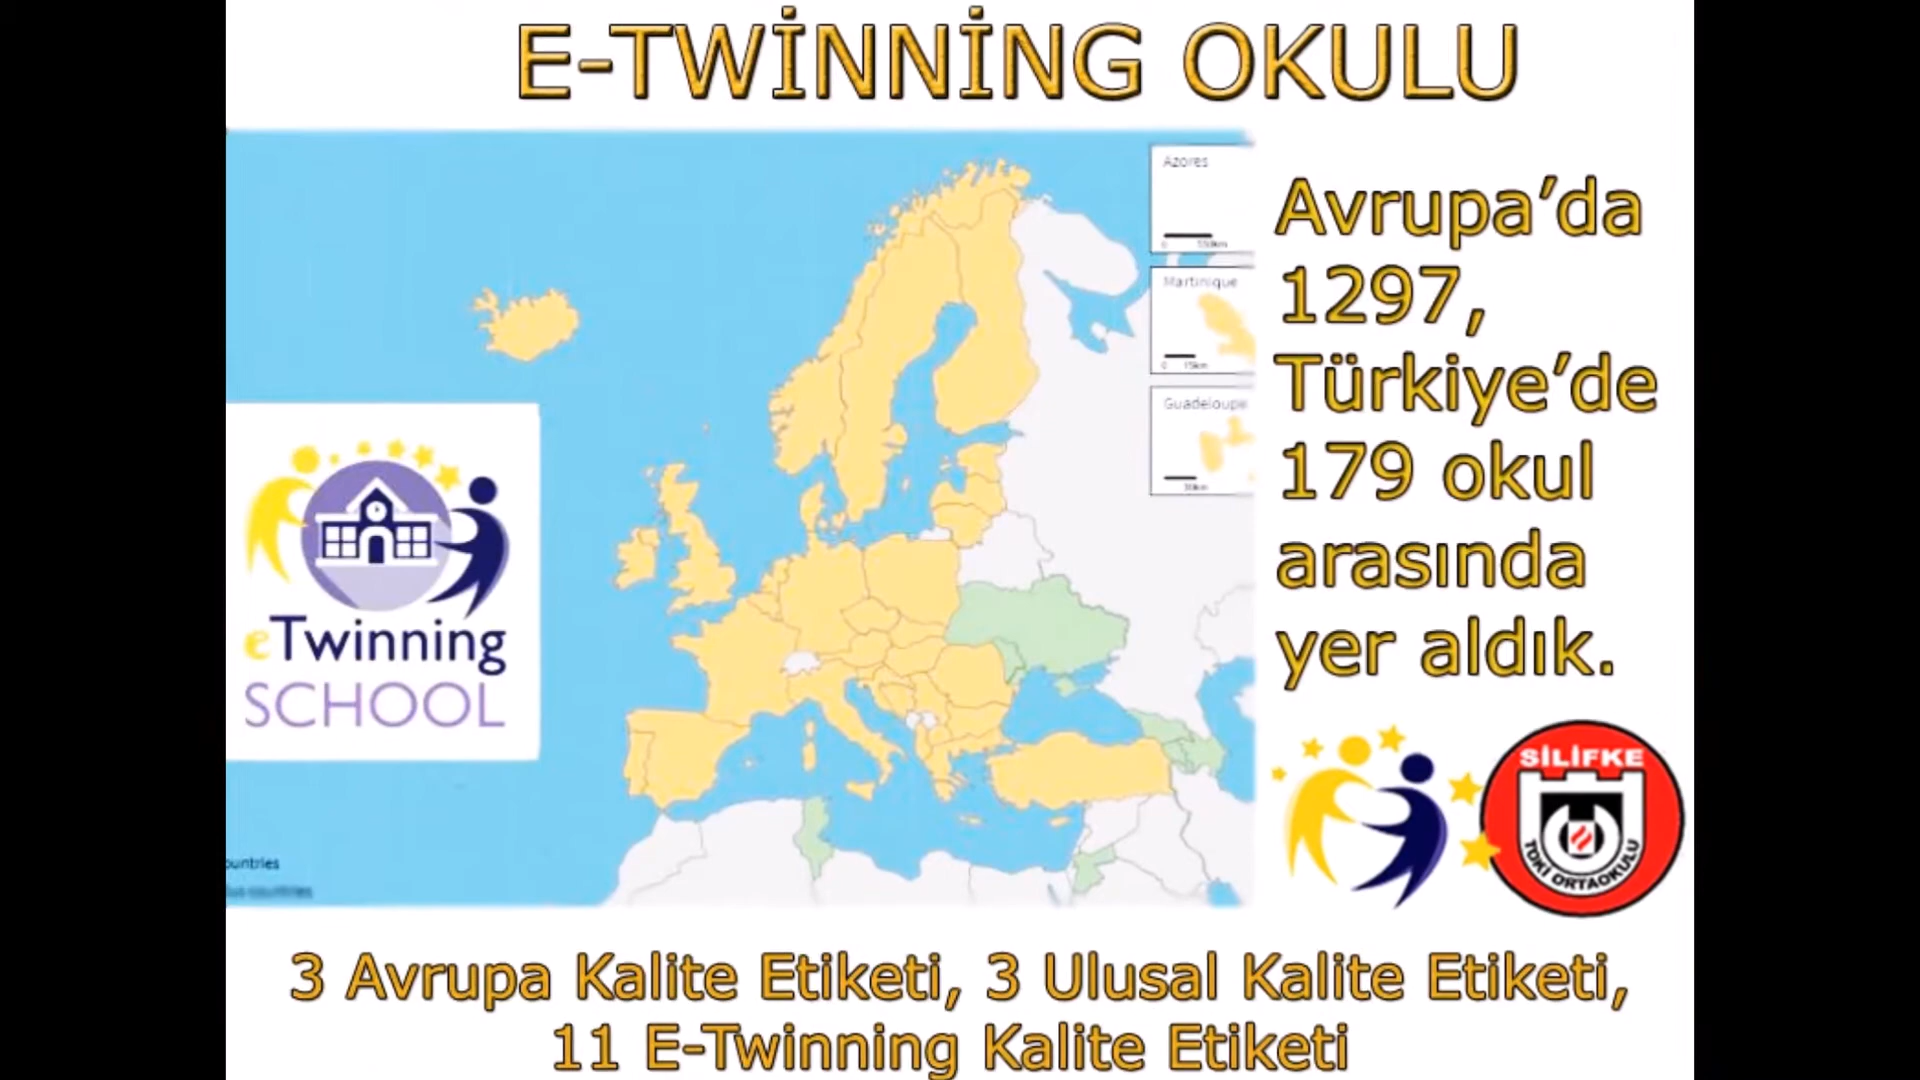 E-TWİNNİNG OKULU
Azores
Martinique
Guadeloupe
Avrupa’da
1297,
Türkiye’de
179 okul
arasında
yer aldık.
eTwinning
SCHOOL
SİLİFKE
TOKİ ORTAOKULU
ountries
3 Avrupa Kalite Etiketi, 3 Ulusal Kalite Etiketi,
11 E-Twinning Kalite Etiketi